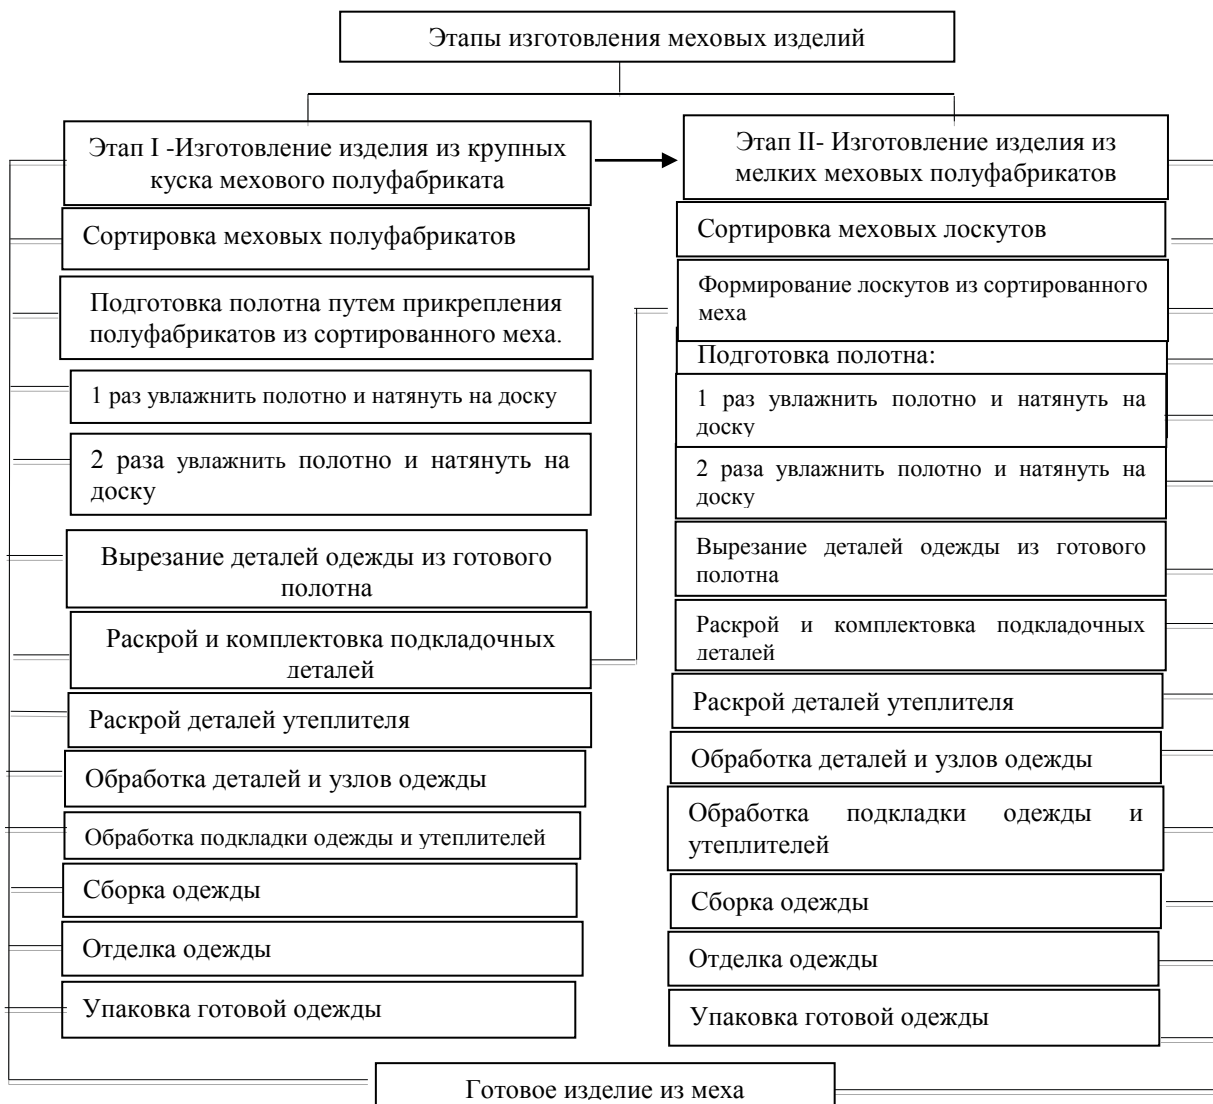 Этапы изготовления меховых изделий
Этап I -Изготовление изделия из крупных
куска мехового полуфабриката
Сортировка меховых полуфабрикатов
Подготовка полотна путем прикрепления
полуфабрикатов из сортированного меха.
1 раз увлажнить полотно и натянуть на доску
2 раза увлажнить полотно и натянуть на
доску
Вырезание деталей одежды из готового
полотна
Раскрой и комплектовка подкладочных
деталей
Раскрой деталей утеплителя
Обработка деталей и узлов одежды
Обработка подкладки одежды и утеплителей
Сборка одежды
Отделка одежды
Упаковка готовой одежды
Этап II- Изготовление изделия из
мелких меховых полуфабрикатов
Сортировка меховых лоскутов
Формирование лоскутов из сортированного
меха
Подготовка полотна:
1 раз увлажнить полотно и натянуть на
доску
2 раза увлажнить полотно и натянуть на
доску
Вырезание деталей одежды из готового
полотна
Раскрой и комплектовка подкладочных
деталей
Раскрой деталей утеплителя
Обработка деталей и узлов одежды
Обработка подкладки одежды и
утеплителей
Сборка одежды
Отделка одежды
Упаковка готовой одежды
Готовое изделие из меха